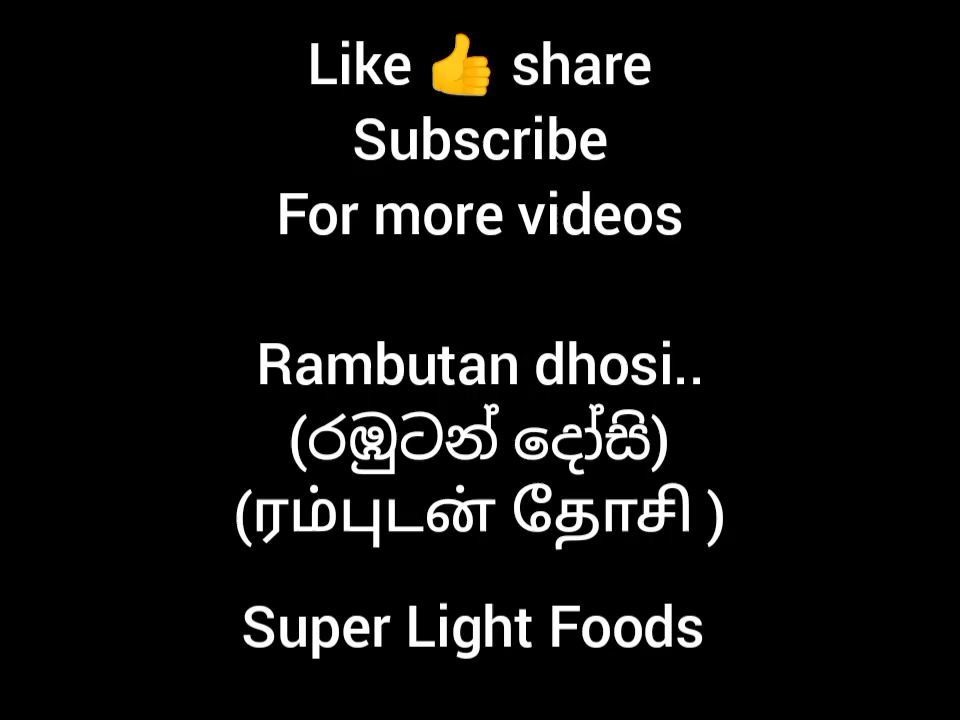 Like 👍 share
Subscribe
For more videos
Rambutan dhosi..
(රඹුටන් දෝසි)
(ரம்புடன் தோசி )
Super Light Foods